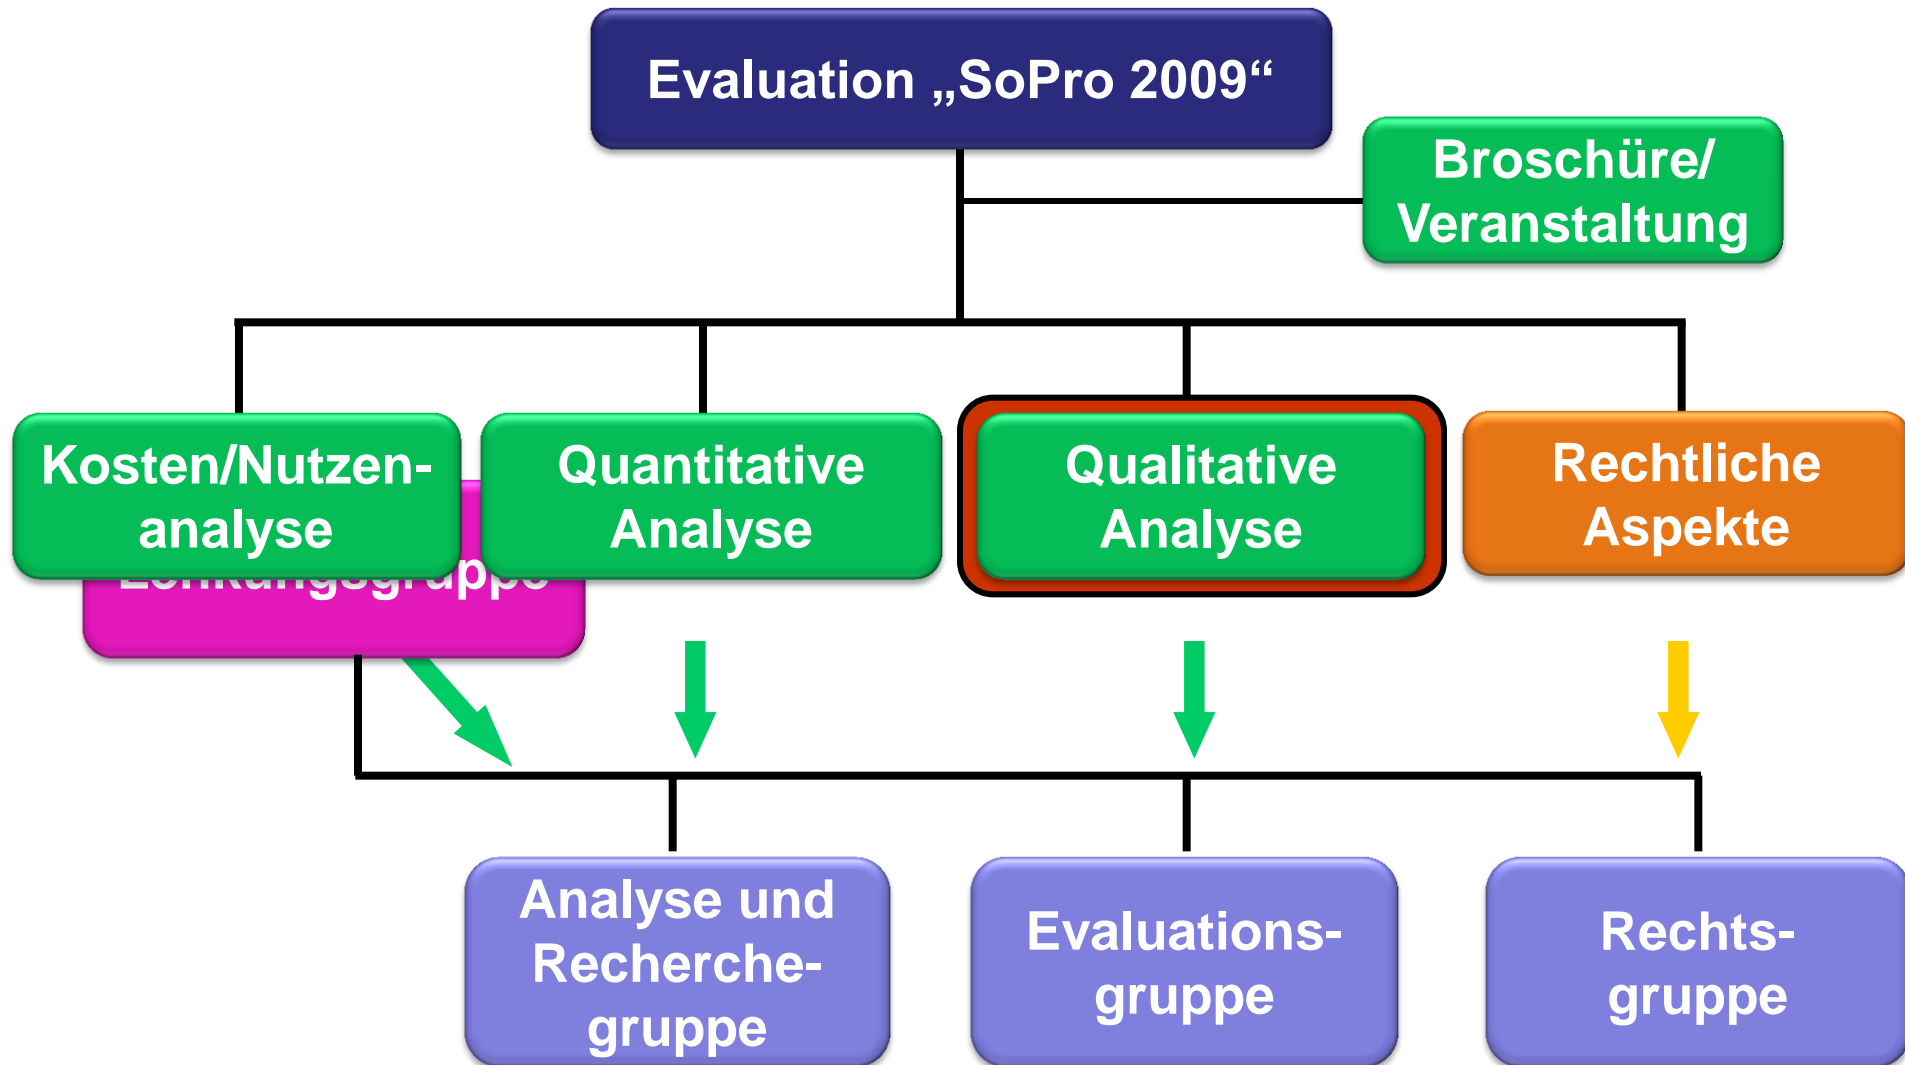 Evaluation „SoPro 2009“
Broschüre/
Veranstaltung
Kosten/Nutzen-
analyse
Quantitative
Analyse
Qualitative
Analyse
Rechtliche
Aspekte
Lenkungsgruppe
Analyse und
Recherche-
gruppe
Evaluations-
gruppe
Rechts-
gruppe